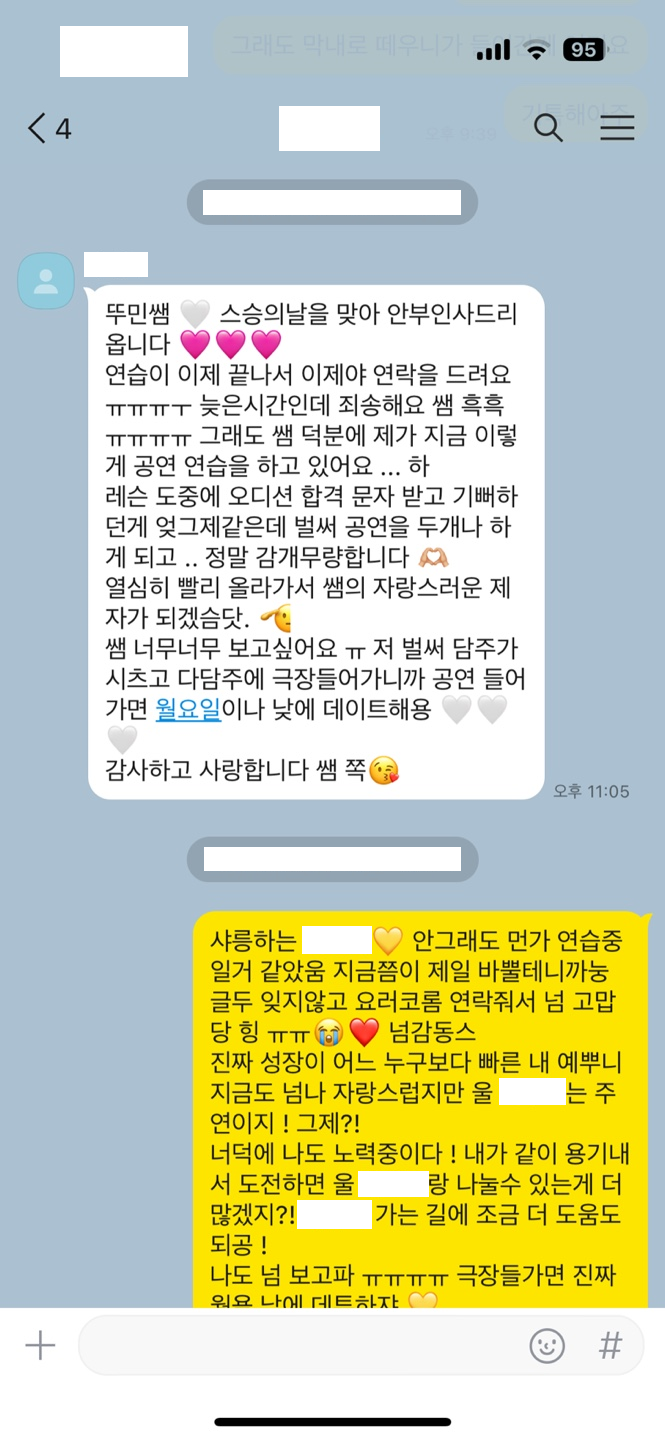 그래도 막내로 때우니가
95
기특해아주
오후 9:39
4
뚜민쌤 🤍 스승의날을 맞아 안부인사드리
옵니다 💗💗💗
연습이 이제 끝나서 이제야 연락을 드려요
ㅠㅠㅠㅜ 늦은시간인데 죄송해요 쌤 흑흑
ㅠㅠㅠㅠ 그래도 쌤 덕분에 제가 지금 이렇
게 공연 연습을 하고 있어요 ... 하
레슨 도중에 오디션 합격 문자 받고 기뻐하
던게 엊그제같은데 벌써 공연을 두개나 하
게 되고 .. 정말 감개무량합니다 🫶🏼
열심히 빨리 올라가서 쌤의 자랑스러운 제
자가 되겠슴닷. 🫡
쌤 너무너무 보고싶어요 ㅠ 저 벌써 담주가
시츠고 다담주에 극장들어가니까 공연 들어
가면 월요일이나 낮에 데이트해용 🤍🤍
🤍
감사하고 사랑합니다 쌤 쪽😘
오후 11:05
샤릉하는 💛 안그래도 먼가 연습중
일거 같았움 지금쯤이 제일 바뿔테니까눙
글두 잊지않고 요러코롬 연락줘서 넘 고맙
당 힝 ㅠㅠ😭❤️ 넘감동스
진짜 성장이 어느 누구보다 빠른 내 예뿌니
지금도 넘나 자랑스럽지만 울 는 주
연이지 ! 그제?!
너덕에 나도 노력중이다 ! 내가 같이 용기내
서 도전하면 울 랑 나눌수 있는게 더
많겠지?! 가는 길에 조금 더 도움도
되공 !
나도 넘 보고파 ㅠㅠㅠㅠ 극장들가면 진짜
월욜 낮에 데트하쟈 💛
#